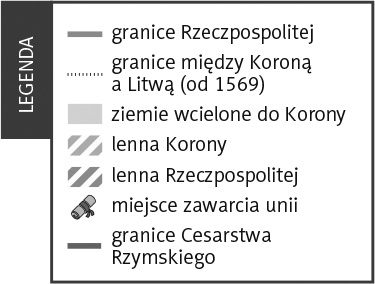 LEGENDA
granice Rzeczpospolitej
granice między Koroną
a Litwą (od 1569)
ziemie wcielone do Korony
lenna Korony
lenna Rzeczpospolitej
miejsce zawarcia unii
granice Cesarstwa
Rzymskiego